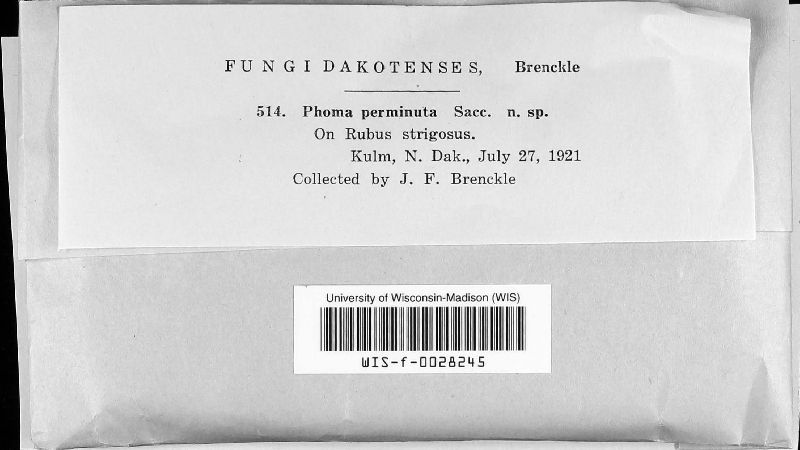 FUNGI DAKOTENSES, Brenckle
514. Phoma perminuta Sacc. n. sp.
On Rubus strigosus.
Kulm, N. Dak., July 27, 1921
Collected by J. F. Brenckle
University of Wisconsin-Madison (WIS)
WIS-f-0028245